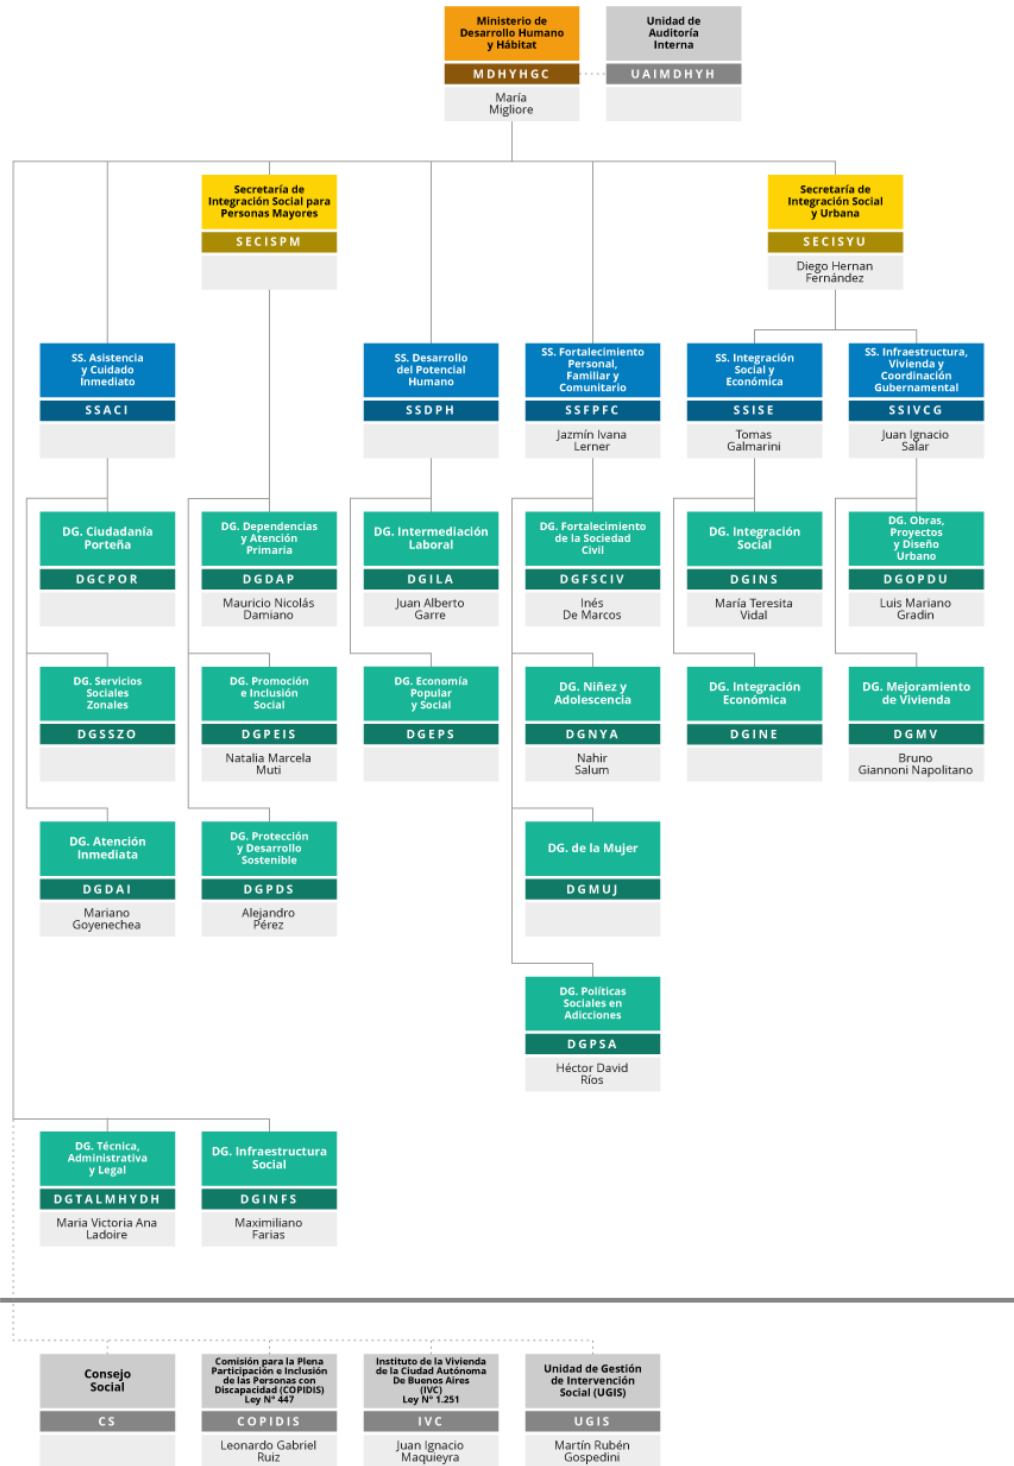 Ministerio de
Desarrollo Humano
y Hábitat
MDHYHGC
María
Migliore
Unidad de
Auditoría
Interna
UAIMDHYH
Secretaría de
Integración Social para
Personas Mayores
SECISPM
Secretaría de
Integración Social
y Urbana
SECISYU
Diego Hernan
Fernández
SS. Asistencia
y Cuidado
Inmediato
SSACI
SS. Desarrollo
del Potencial
Humano
SSDPH
SS. Fortalecimiento
Personal,
Familiar y
Comunitario
SSFPFC
Jazmín Ivana
Lerner
SS. Integración
Social y
Económica
SSISE
Tomas
Galmarini
SS. Infraestructura,
Vivienda y
Coordinación
Gubernamental
SSIVCG
Juan Ignacio
Salar
DG. Ciudadanía
Porteña
DGCPOR
DG. Dependencias
y Atención
Primaria
DGDAP
Mauricio Nicolás
Damiano
DG. Intermediación
Laboral
DGILA
Juan Alberto
Garre
DG. Fortalecimiento
de la Sociedad
Civil
DGFSCIV
Inés
De Marcos
DG. Integración
Social
DGINS
María Teresita
Vidal
DG. Obras,
Proyectos
y Diseño
Urbano
DGOPDU
Luis Mariano
Gradin
DG. Servicios
Sociales
Zonales
DGSSZO
DG. Promoción
e Inclusión
Social
DGPEIS
Natalia Marcela
Muti
DG. Economía
Popular
y Social
DGEPS
DG. Niñez y
Adolescencia
DGNYA
Nahir
Salum
DG. Integración
Económica
DGINE
DG. Mejoramiento
de Vivienda
DGMV
Bruno
Giannoni Napolitano
DG. Atención
Inmediata
DGDAI
Mariano
Goyenechea
DG. Protección
y Desarrollo
Sostenible
DGPDS
Alejandro
Pérez
DG. de la Mujer
DGMUJ
DG. Políticas
Sociales en
Adicciones
DGPSA
Héctor David
Ríos
DG. Técnica,
Administrativa
y Legal
DGTALMHYDH
Maria Victoria Ana
Ladoire
DG. Infraestructura
Social
DGINFS
Maximiliano
Farias
Consejo
Social
CS
Comisión para la Plena
Participación e Inclusión
de las Personas con
Discapacidad (COPIDIS)
Ley N° 447
COPIDIS
Leonardo Gabriel
Ruiz
Instituto de la Vivienda
de la Ciudad Autónoma
De Buenos Aires
(IVC)
Ley N° 1.251
IVC
Juan Ignacio
Maquieyra
Unidad de Gestión
de Intervención
Social (UGIS)
UGIS
Martín Rubén
Gospedini